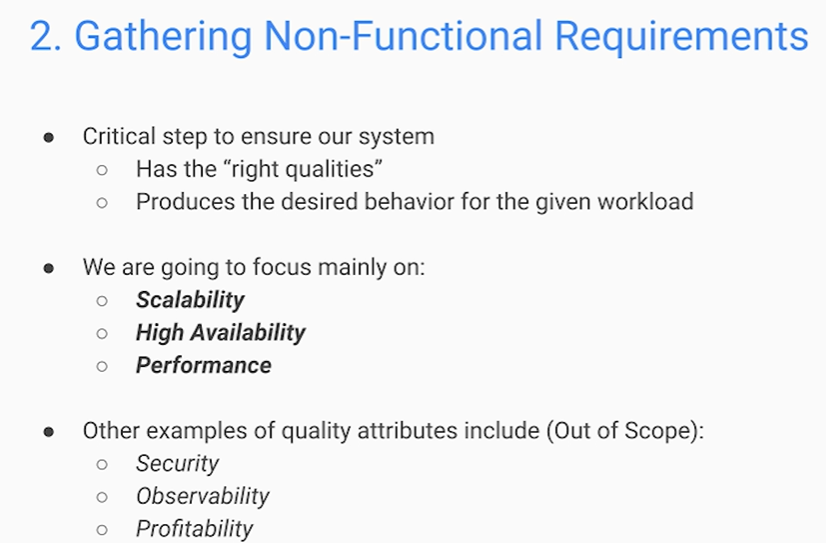 2. Gathering Non-Functional Requirements
● Critical step to ensure our system
○ Has the “right qualities”
○ Produces the desired behavior for the given workload
● We are going to focus mainly on:
○ Scalability
○ High Availability
○ Performance
● Other examples of quality attributes include (Out of Scope):
○ Security
○ Observability
○ Profitability